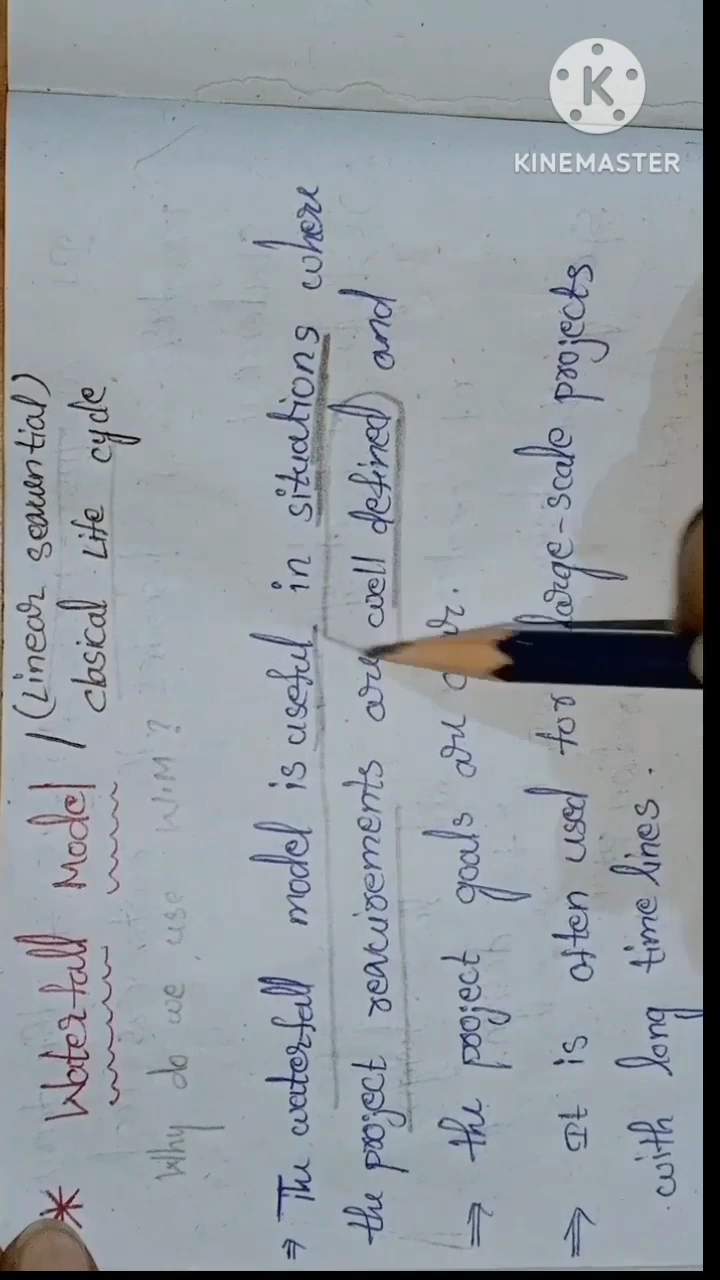 * Waterfall Model / (Linear sequential)
clasical Life cycle
Why do we use WM?
⇒ The waterfall model is useful in situations where
the project requirements are well defined and
⇒ the project goals are
⇒ It is often used for large-scale projects
with long time lines.
KINEMASTER